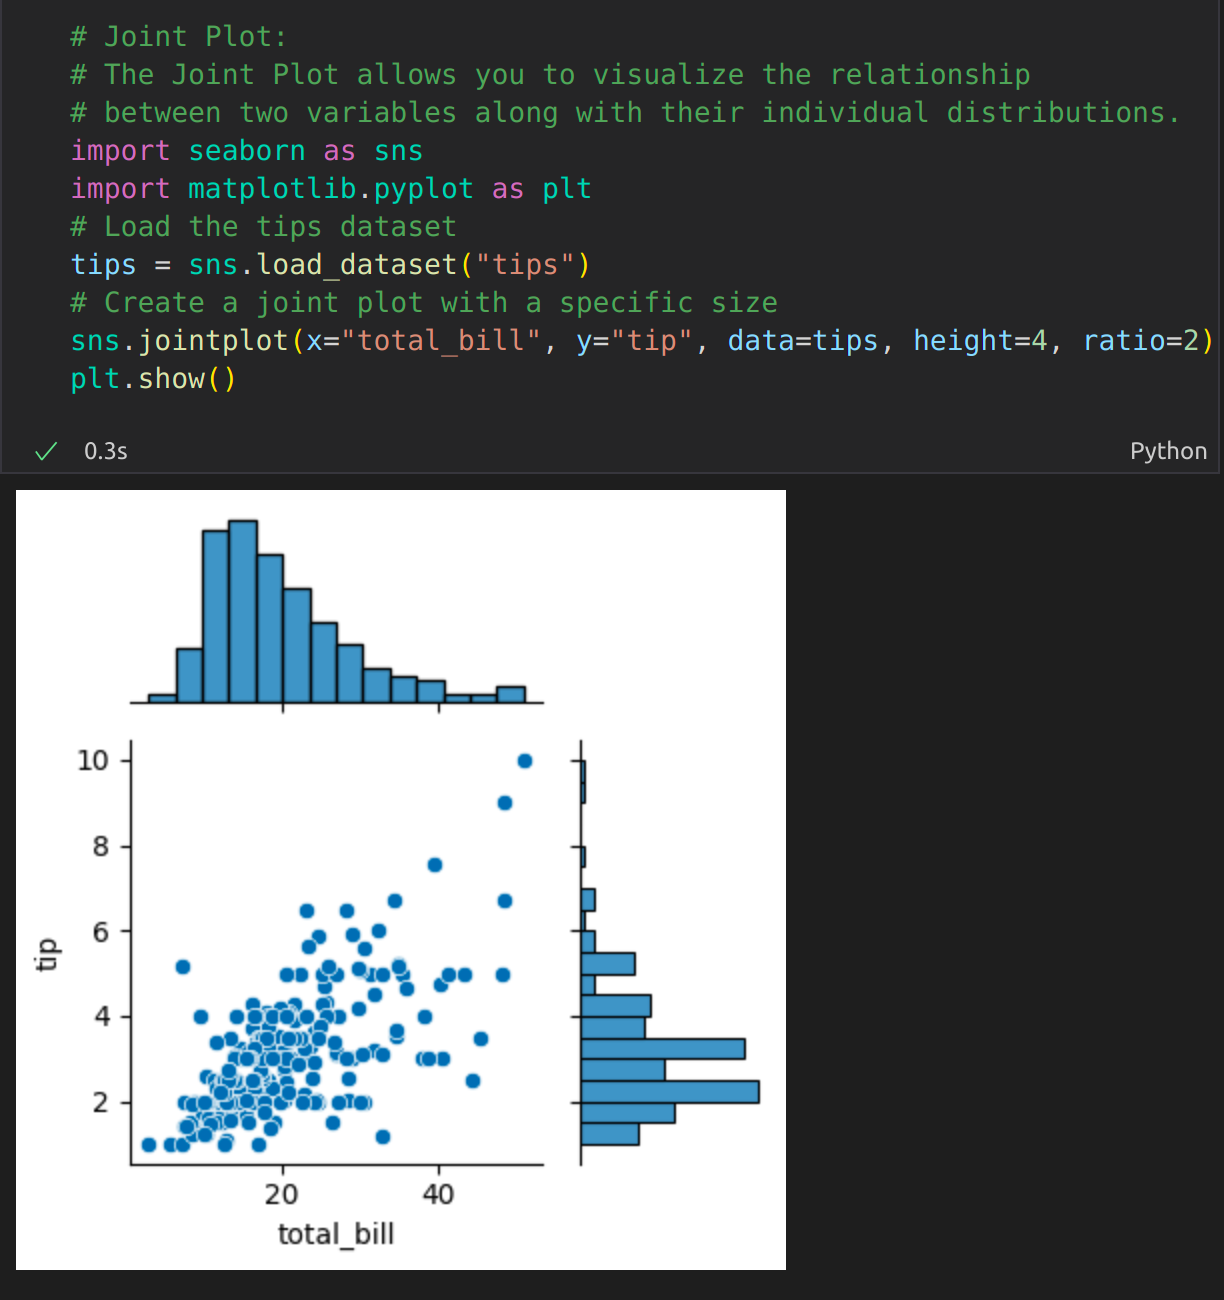 # Joint Plot:
# The Joint Plot allows you to visualize the relationship
# between two variables along with their individual distributions.
import seaborn as sns
import matplotlib.pyplot as plt
# Load the tips dataset
tips = sns.load_dataset("tips")
# Create a joint plot with a specific size
sns.jointplot(x="total_bill", y="tip", data=tips, height=4, ratio=2)
plt.show()
0.3s
Python
10
8
6
4
2
tip
20
40
total_bill